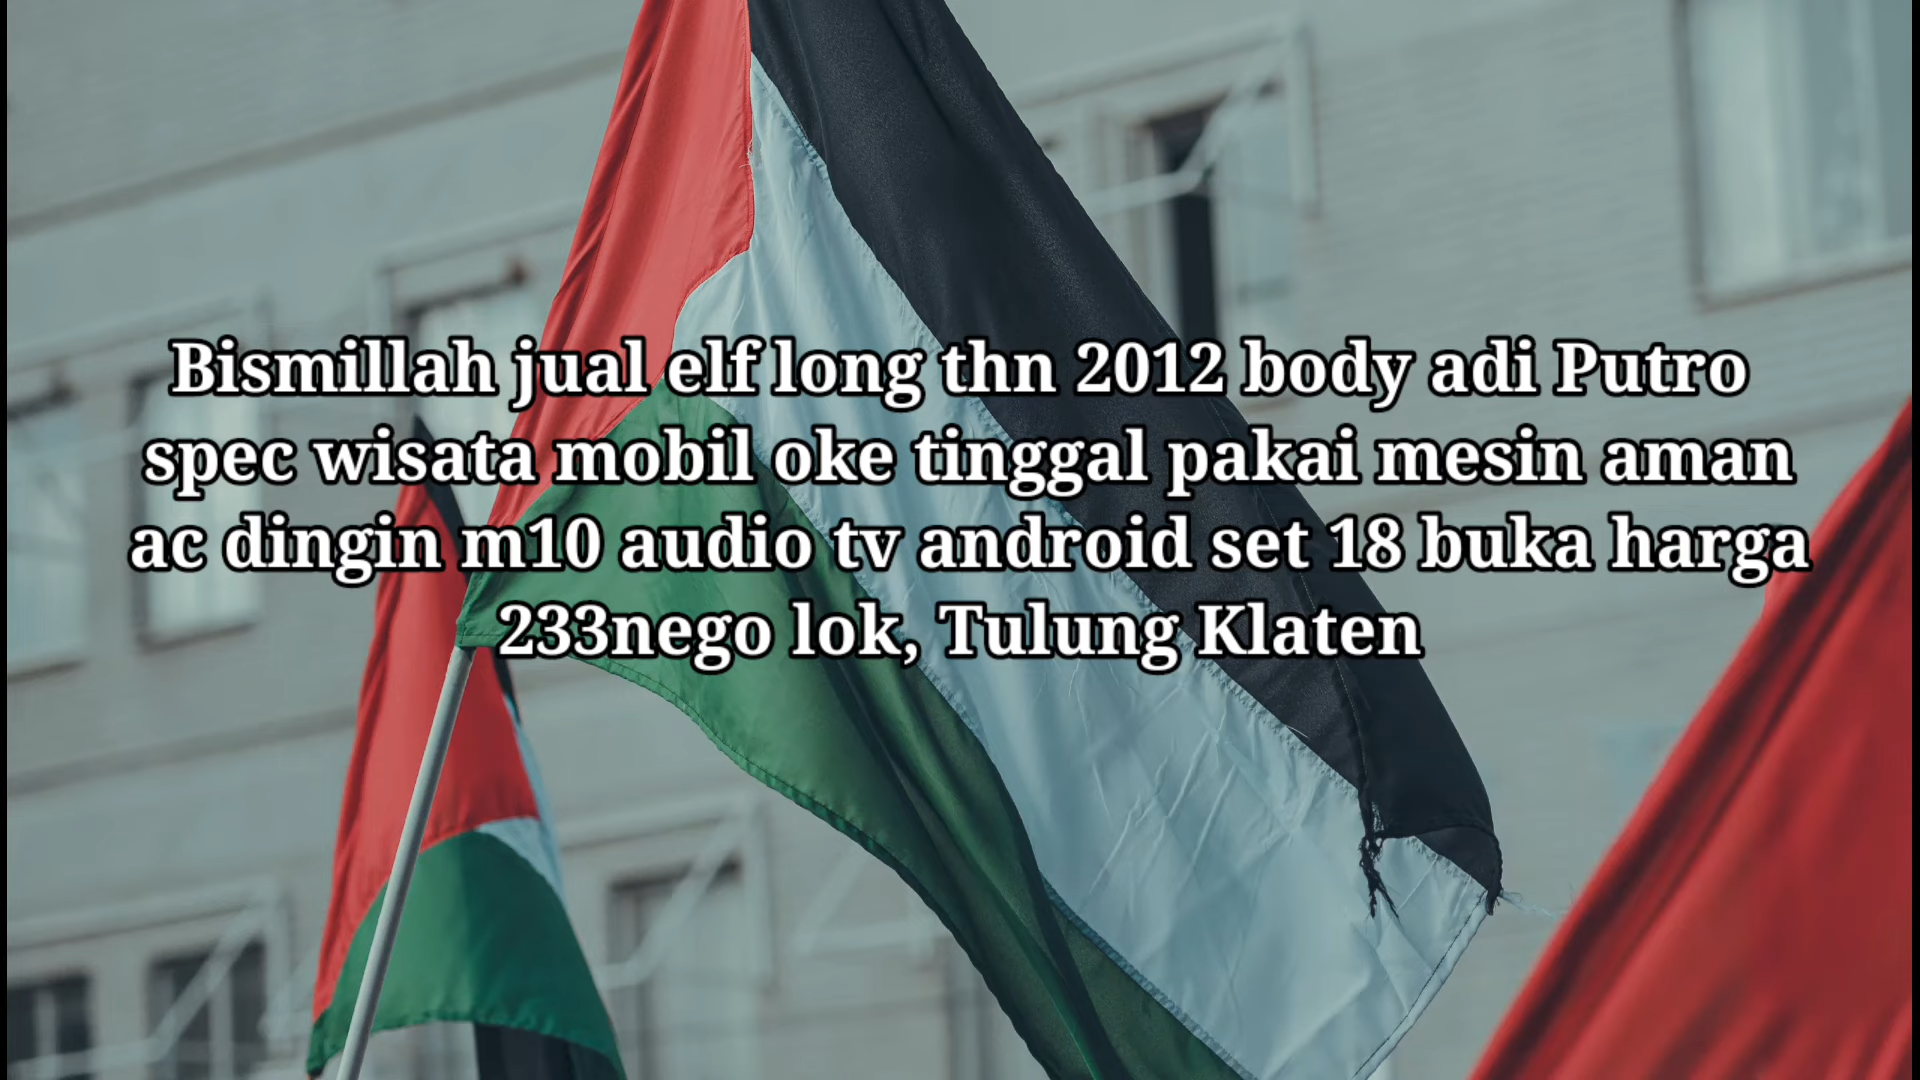 Bismillah jual elf long thn 2012 body adi Putro
spec wisata mobil oke tinggal pakai mesin aman
ac dingin m10 audio tv android set 18 buka harga
233nego lok, Tulung Klaten